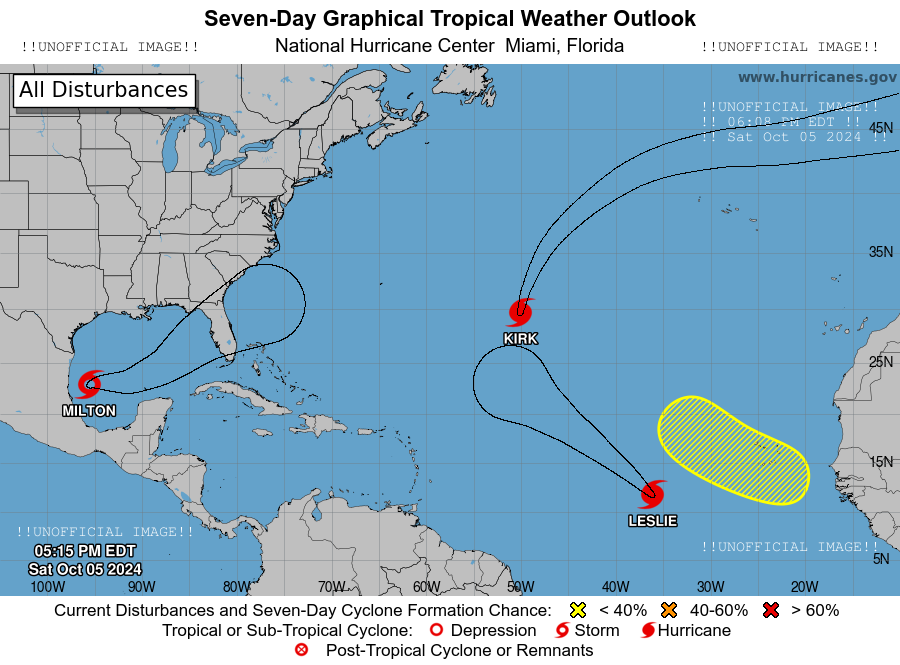 Seven-Day Graphical Tropical Weather Outlook
!!UNOFFICIAL IMAGE!! National Hurricane Center Miami, Florida !!UNOFFICIAL IMAGE!!
All Disturbances
www.hurricanes.gov
!!UNOFFICIAL IMAGE!!
!! 06:08 PM EDT !!
!! Sat Oct 05 2024 !!
45N
35N
KIRK
25N
MILTON
15N
LESLIE
!!UNOFFICIAL IMAGE!!
!!UNOFFICIAL IMAGE!!
05:15 PM EDT
Sat Oct 05 2024
5N
100W 90W 80W 70W 60W 50W 40W 30W 20W
Current Disturbances and Seven-Day Cyclone Formation Chance: < 40% 40-60% > 60%
Tropical or Sub-Tropical Cyclone: Depression Storm Hurricane
Post-Tropical Cyclone or Remnants